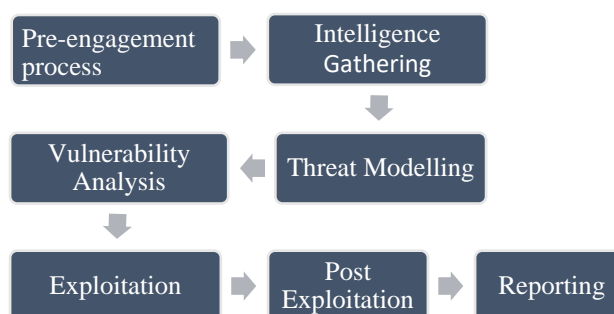 Pre-engagement
process
Intelligence
Gathering
Threat Modelling
Vulnerability
Analysis
Exploitation
Post
Exploitation
Reporting